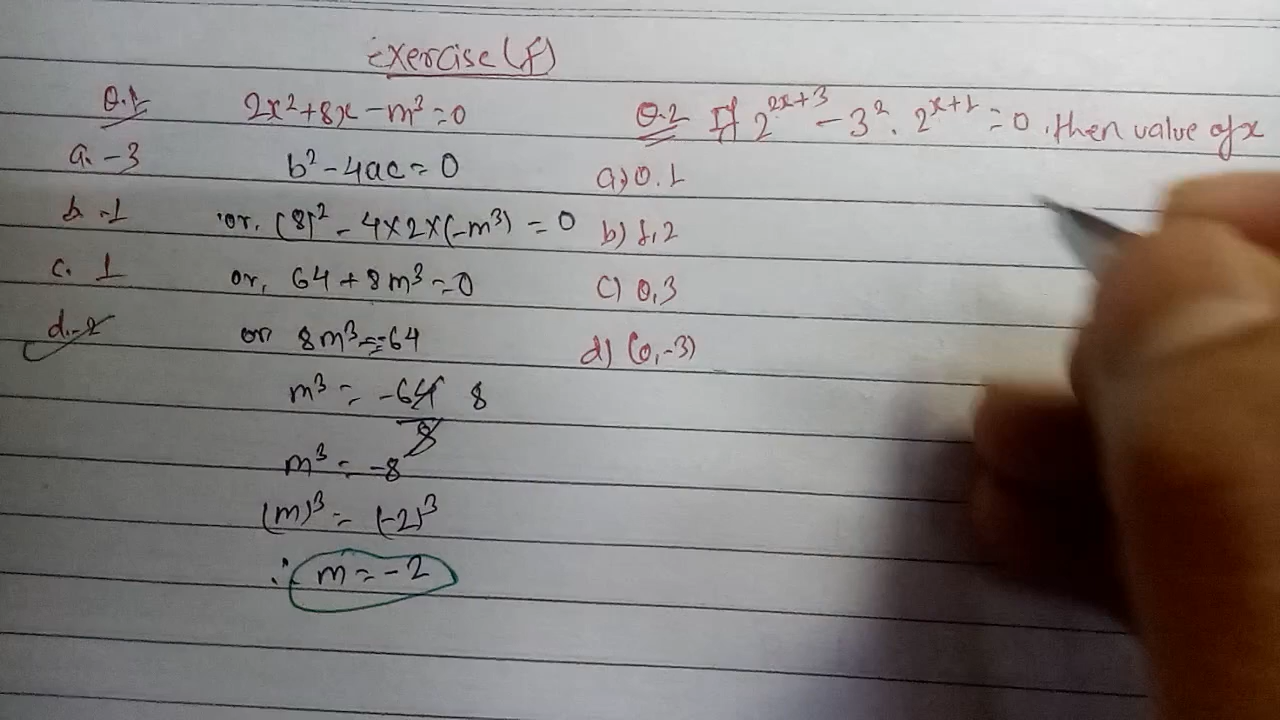 Exercise (f)
Q.1 2x² + 8x - m³ = 0
a. -3 b² - 4ac = 0
b. -1 or, (8)² - 4×2×(-m³) = 0
c. 1 or, 64 + 8m³ = 0
d. -2 or 8m³ = -64
m³ = -64/8 8
m³ = -8
(m)³ = (-2)³
∴ m = -2
Q.2 If 2^(2x+3) - 3². 2^(x+1) = 0. then value of x
a) 0.1
b) 1,2
c) 0,3
d) (0,-3)